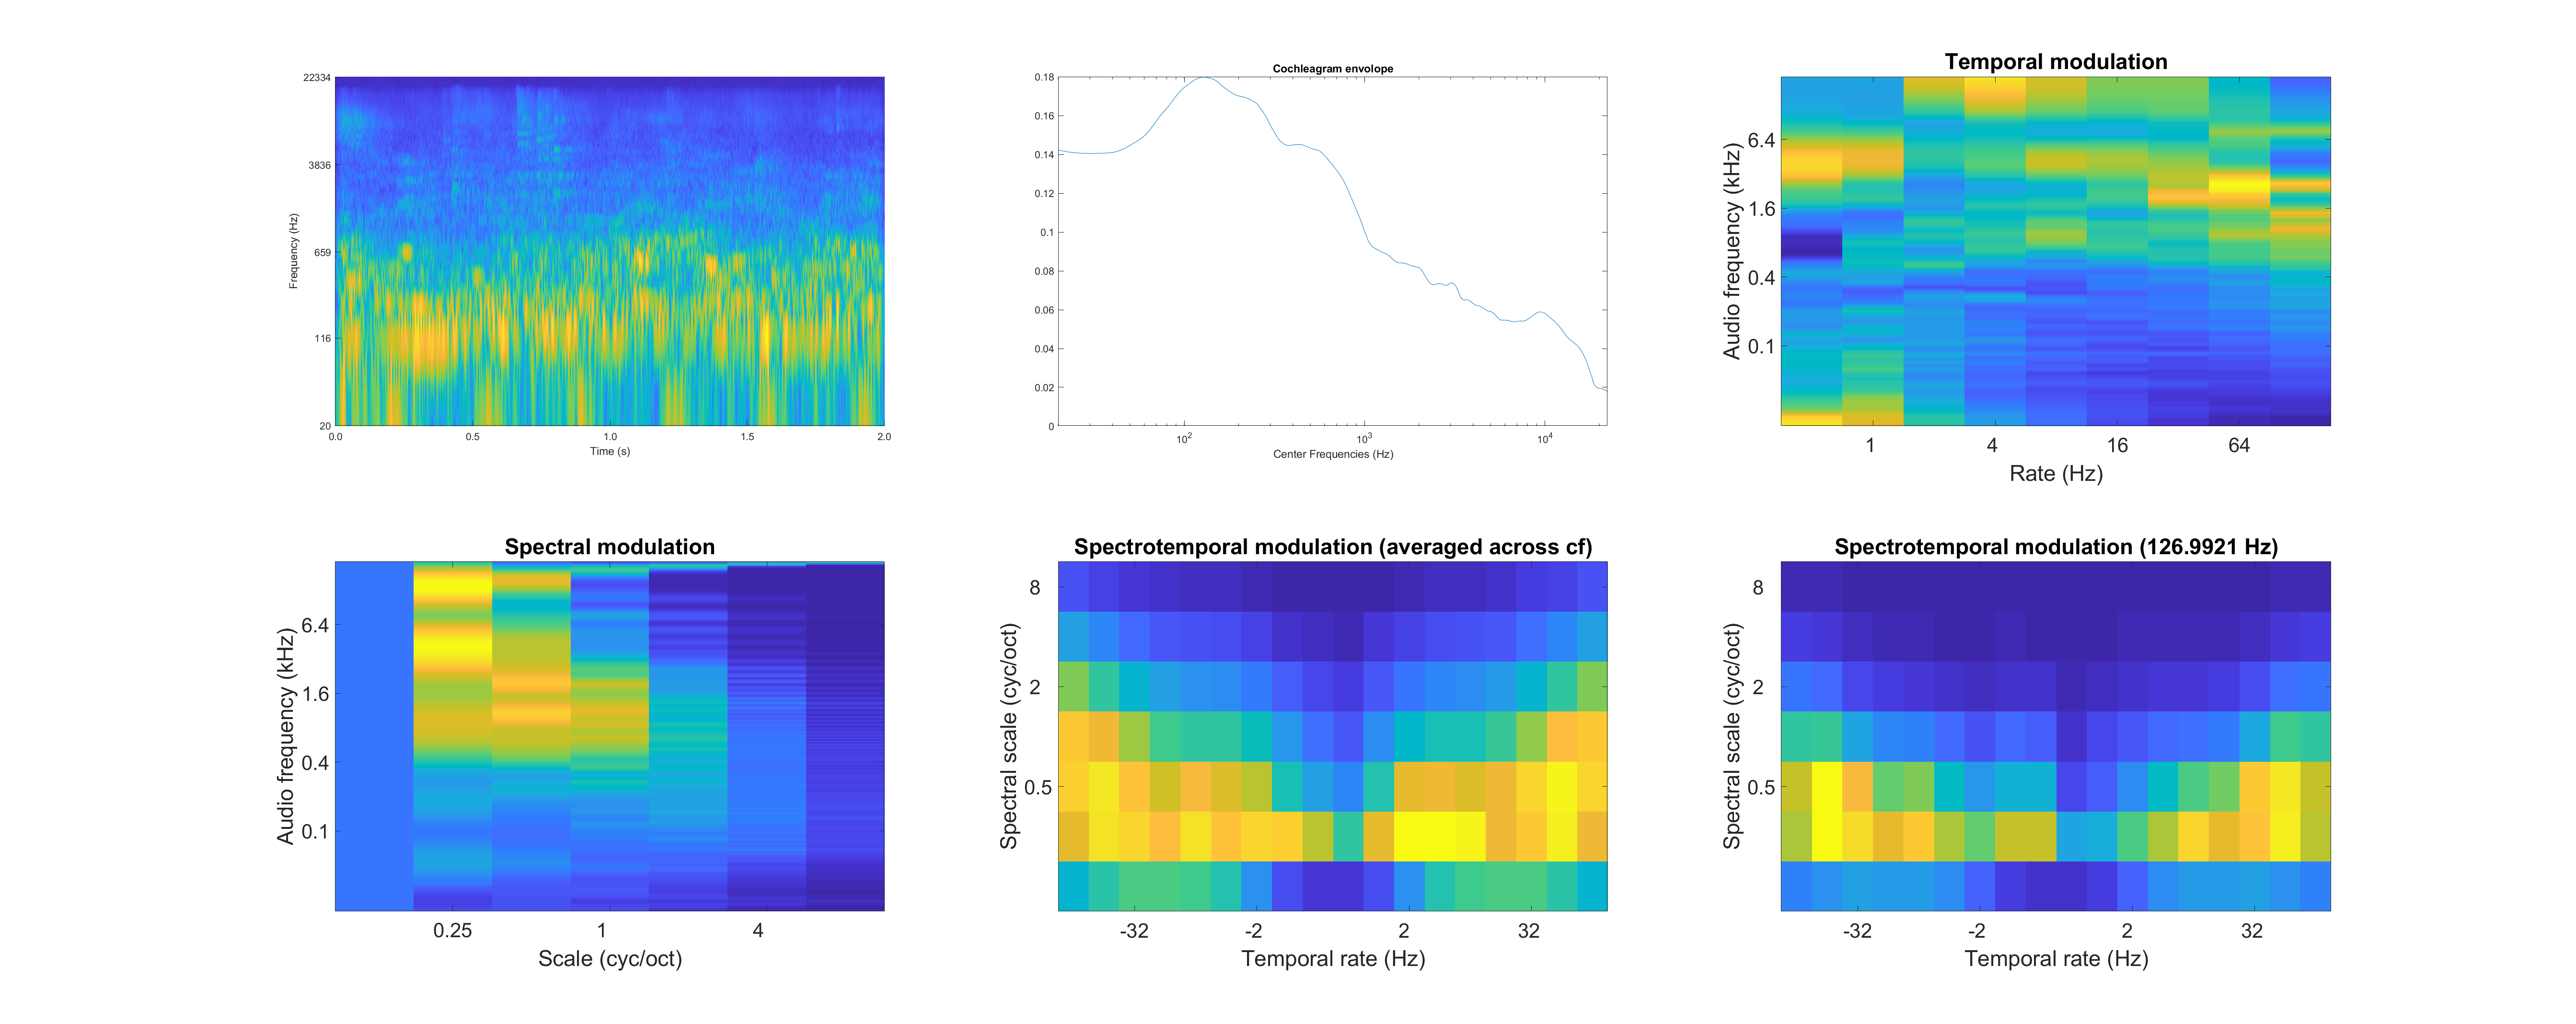 22334
3836
659
116
20
Frequency (Hz)
0.0 0.5 1.0 1.5 2.0
Time (s)
Cochleagram envolope
0.18
0.16
0.14
0.12
0.1
0.08
0.06
0.04
0.02
0
10^2 10^3 10^4
Center Frequencies (Hz)
Temporal modulation
6.4
1.6
0.4
0.1
Audio frequency (kHz)
1 4 16 64
Rate (Hz)
Spectral modulation
6.4
1.6
0.4
0.1
Audio frequency (kHz)
0.25 1 4
Scale (cyc/oct)
Spectrotemporal modulation (averaged across cf)
8
2
0.5
Spectral scale (cyc/oct)
-32 -2 2 32
Temporal rate (Hz)
Spectrotemporal modulation (126.9921 Hz)
8
2
0.5
Spectral scale (cyc/oct)
-32 -2 2 32
Temporal rate (Hz)